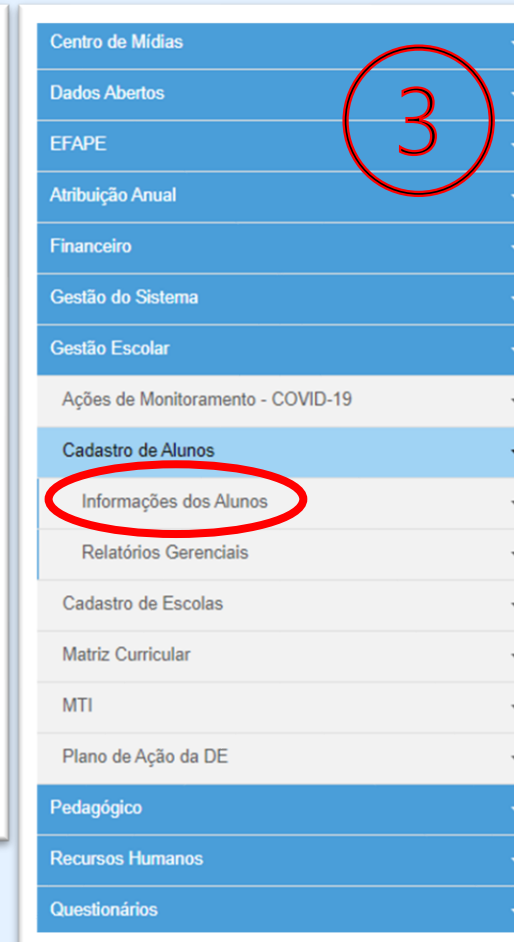 Centro de Mídias
3
Dados Abertos
EFAPE
Atribuição Anual
Financeiro
Gestão do Sistema
Gestão Escolar
Ações de Monitoramento - COVID-19
Cadastro de Alunos
Informações dos Alunos
Relatórios Gerenciais
Cadastro de Escolas
Matriz Curricular
MTI
Plano de Ação da DE
Pedagógico
Recursos Humanos
Questionários